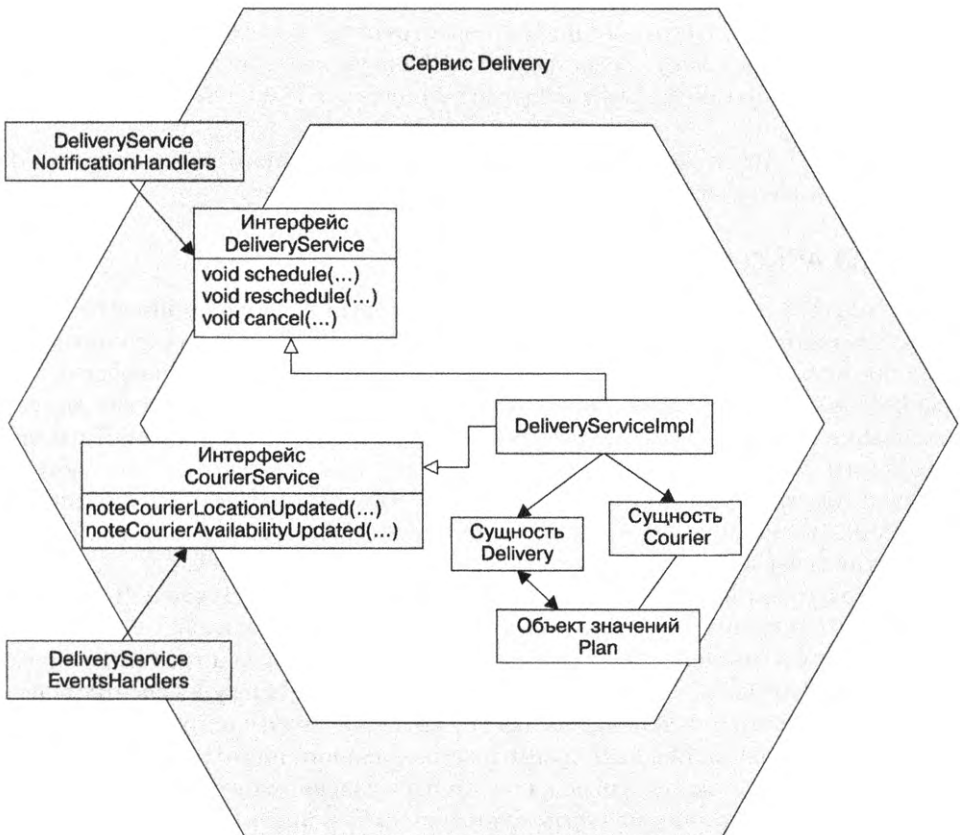 Сервис Delivery
DeliveryService
NotificationHandlers
Интерфейс
DeliveryService
void schedule(...)
void reschedule(...)
void cancel(...)
DeliveryServiceImpl
Интерфейс
CourierService
noteCourierLocationUpdated(...)
noteCourierAvailabilityUpdated(...)
Сущность
Delivery
Сущность
Courier
Объект значений
Plan
DeliveryService
EventsHandlers